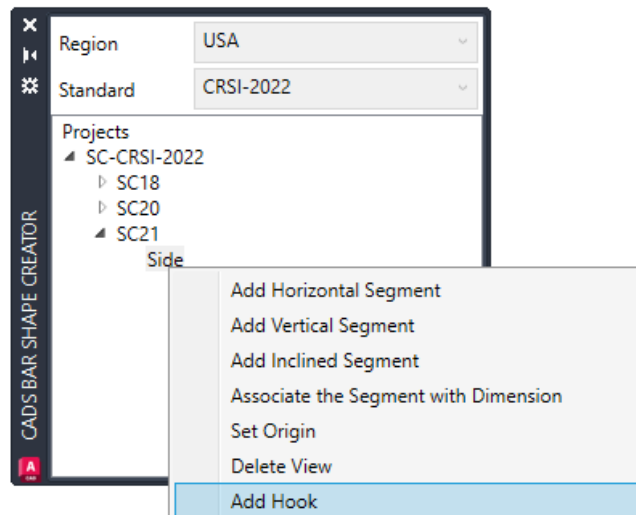 Region USA
Standard CRSI-2022
Projects
SC-CRSI-2022
SC18
SC20
SC21
Side
Add Horizontal Segment
Add Vertical Segment
Add Inclined Segment
Associate the Segment with Dimension
Set Origin
Delete View
Add Hook
CADS BAR SHAPE CREATOR
A